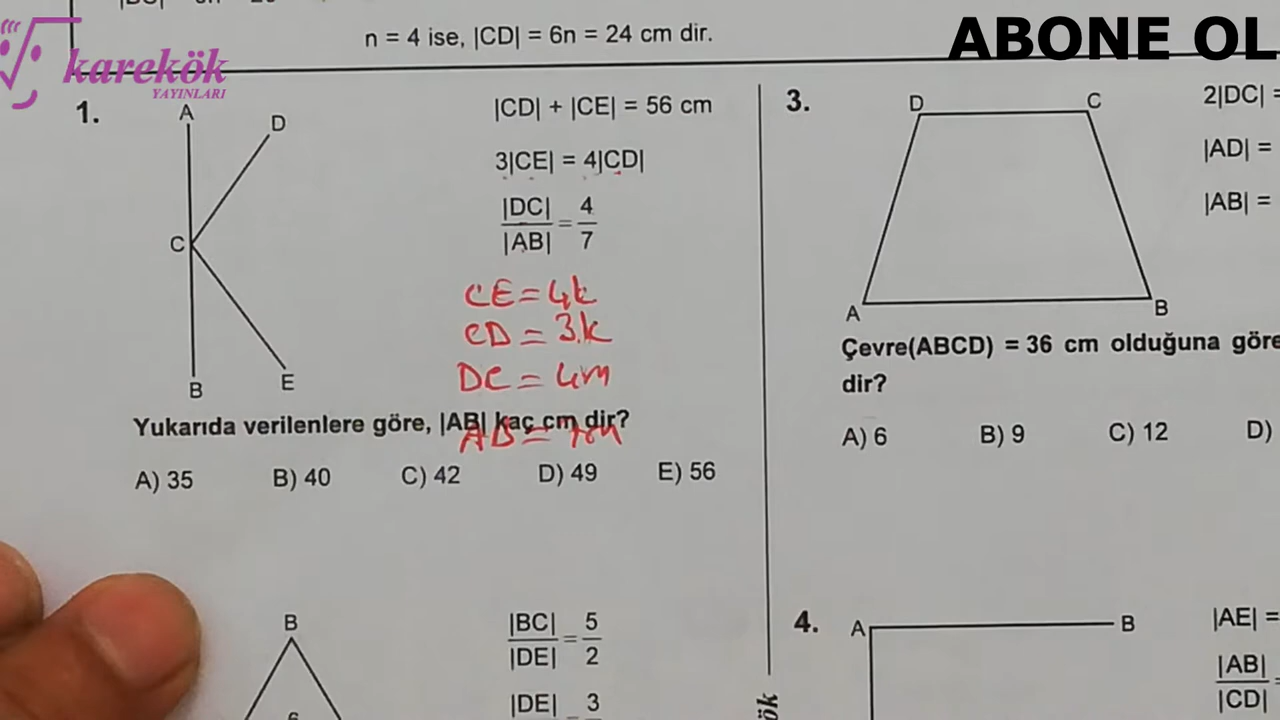 n = 4 ise, |CD| = 6n = 24 cm dir.
ABONE OL
karekök
YAYINLARI
1.
A
D
C
B
E
|CD| + |CE| = 56 cm
3|CE| = 4|CD|
|DC| / |AB| = 4 / 7
CE = 4k
CD = 3.k
DC = 4m
AB = 7m
Yukarıda verilenlere göre, |AB| kaç cm dir?
A) 35 B) 40 C) 42 D) 49 E) 56
B
6
|BC| / |DE| = 5 / 2
|DE| = 3
3.
D
C
A
B
2|DC| =
|AD| =
|AB| =
Çevre(ABCD) = 36 cm olduğuna göre
dir?
A) 6 B) 9 C) 12 D)
4.
A
B
|AE| =
|AB| / |CD| =
ök